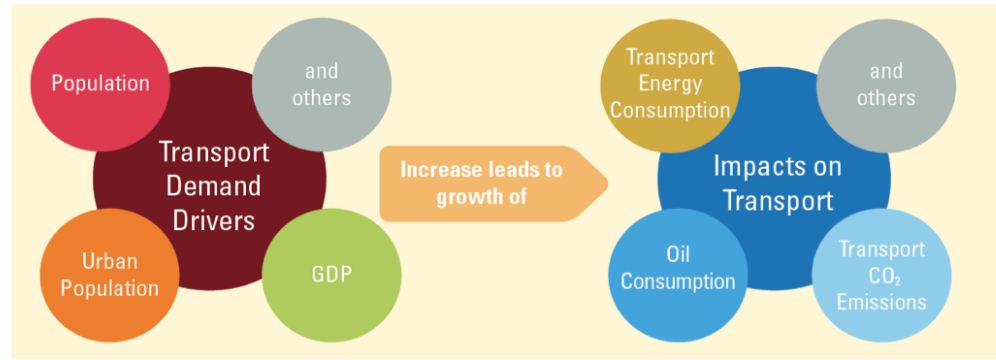 Population
and
others
Transport
Demand
Drivers
Urban
Population
GDP
Increase leads to
growth of
Transport
Energy
Consumption
and
others
Impacts on
Transport
Oil
Consumption
Transport
CO₂
Emissions